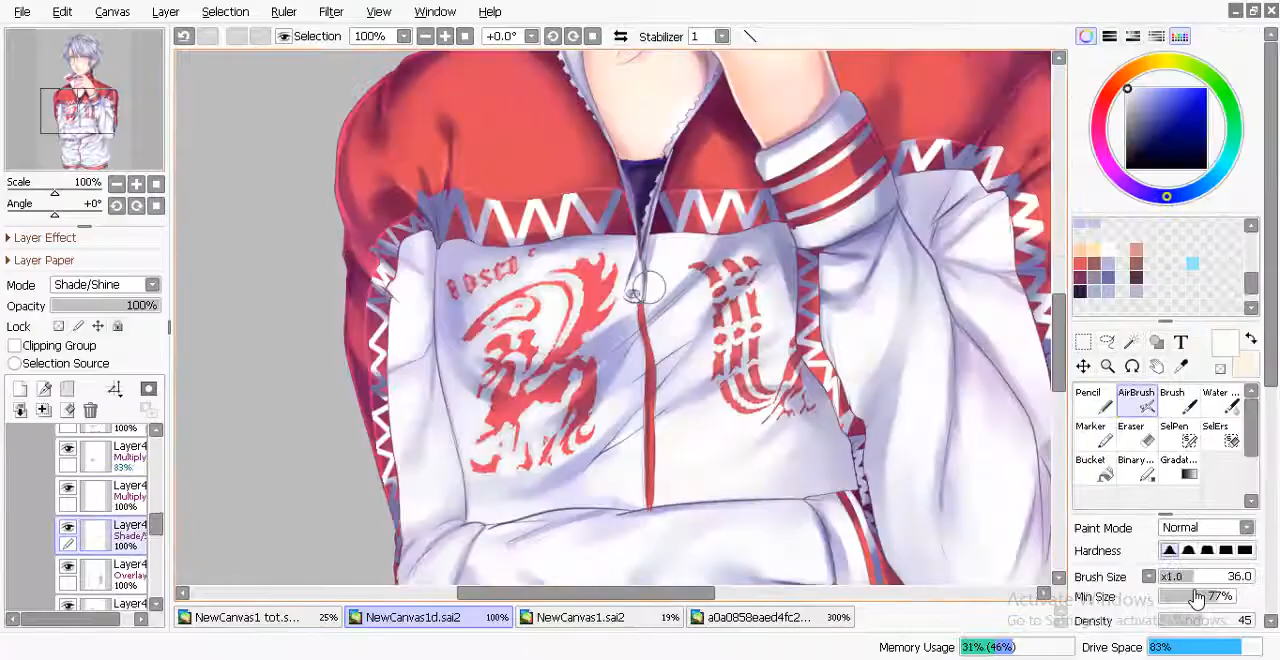 File Edit Canvas Layer Selection Ruler Filter View Window Help
Selection 100% +0.0° Stabilizer 1
Scale 100%
Angle +0°
Layer Effect
Layer Paper
Mode Shade/Shine
Opacity 100%
Lock
Clipping Group
Selection Source
100%
Layer4
Multiply
83%
Layer4
Multiply
100%
Layer4
Shade/S
100%
Layer4
Overlay
100%
Layer4
T
Pencil AirBrush Brush Water ...
Marker Eraser SelPen SelErs
Bucket Binary... Gradat...
Paint Mode Normal
Hardness
Brush Size x1.0 36.0
Min Size 77%
Density 45
Activate Windows
Go to Settings to activate Windows.
NewCanvas1 tot.s... 25% NewCanvas1d.sai2 100% NewCanvas1.sai2 19% a0a0858eaed4fc2... 300%
Memory Usage 31% (46%) Drive Space 83%